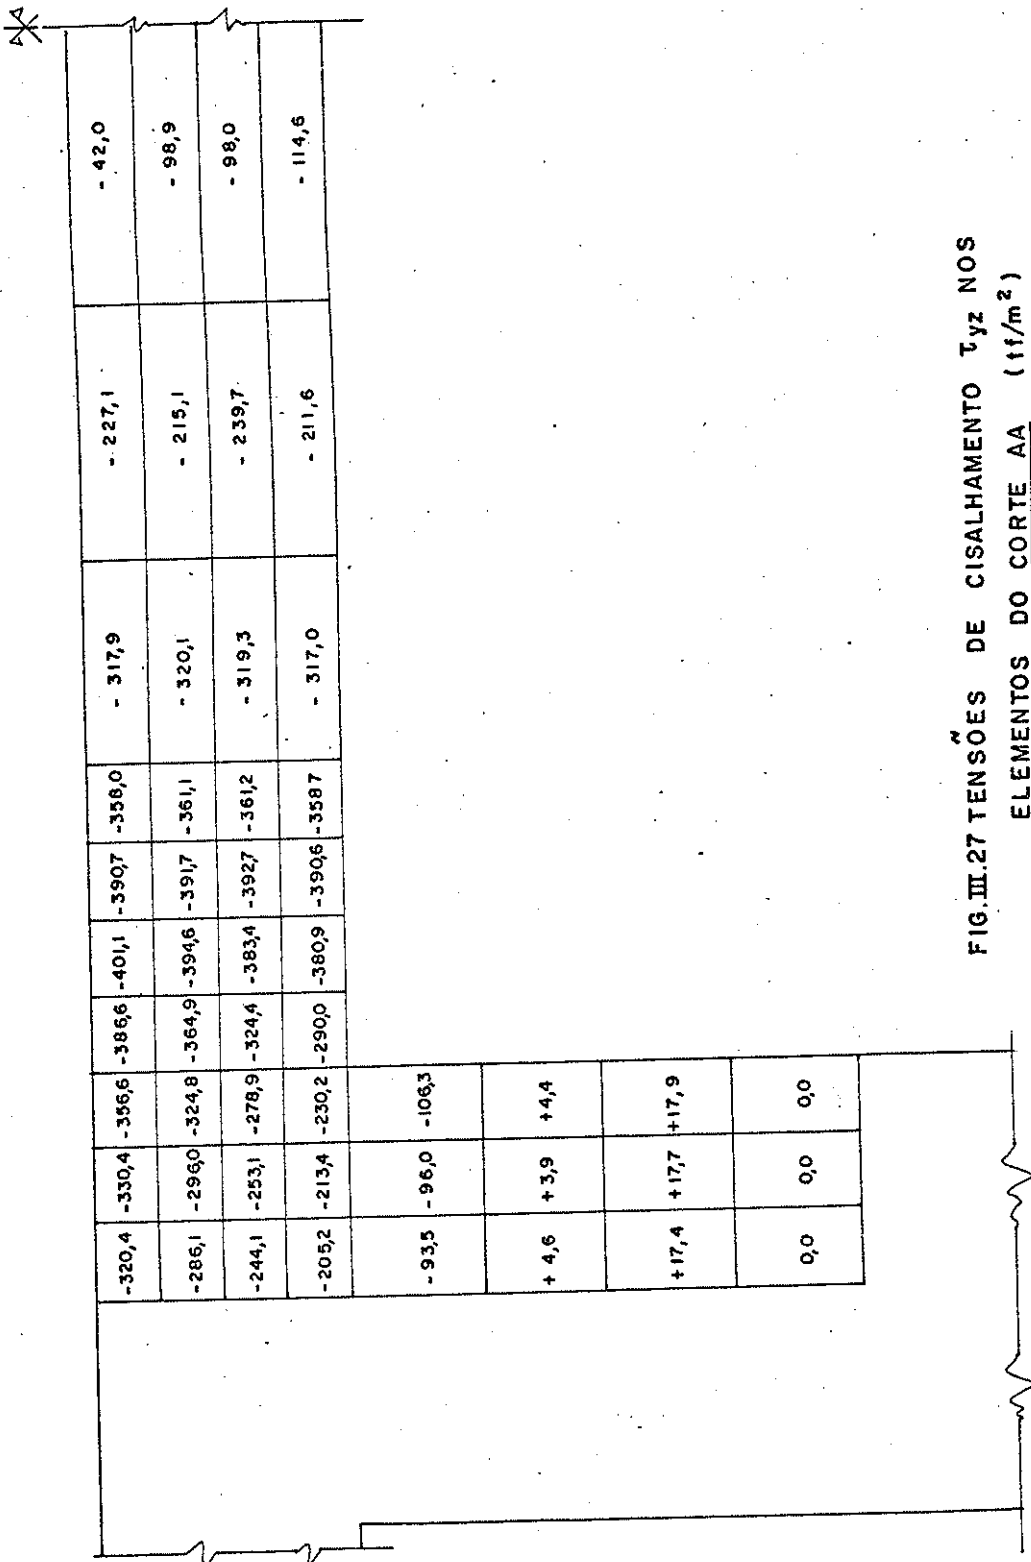 -320,4 -330,4 -356,6 -386,6 -401,1 -390,7 -358,0 - 317,9 - 227,1 - 42,0
-286,1 -296,0 -324,8 -364,9 -394,6 -391,7 -361,1 - 320,1 - 215,1 - 98,9
-244,1 -253,1 -278,9 -324,4 -383,4 -392,7 -361,2 - 319,3 - 239,7 - 98,0
-205,2 -213,4 -230,2 -290,0 -380,9 -390,6 -3587 - 317,0 - 211,6 - 114,6
-93,5 -96,0 -106,3
+ 4,6 +3,9 +4,4
+17,4 +17,7 +17,9
0,0 0,0 0,0
FIG.III.27 TENSÕES DE CISALHAMENTO τyz NOS
ELEMENTOS DO CORTE AA (tf/m²)